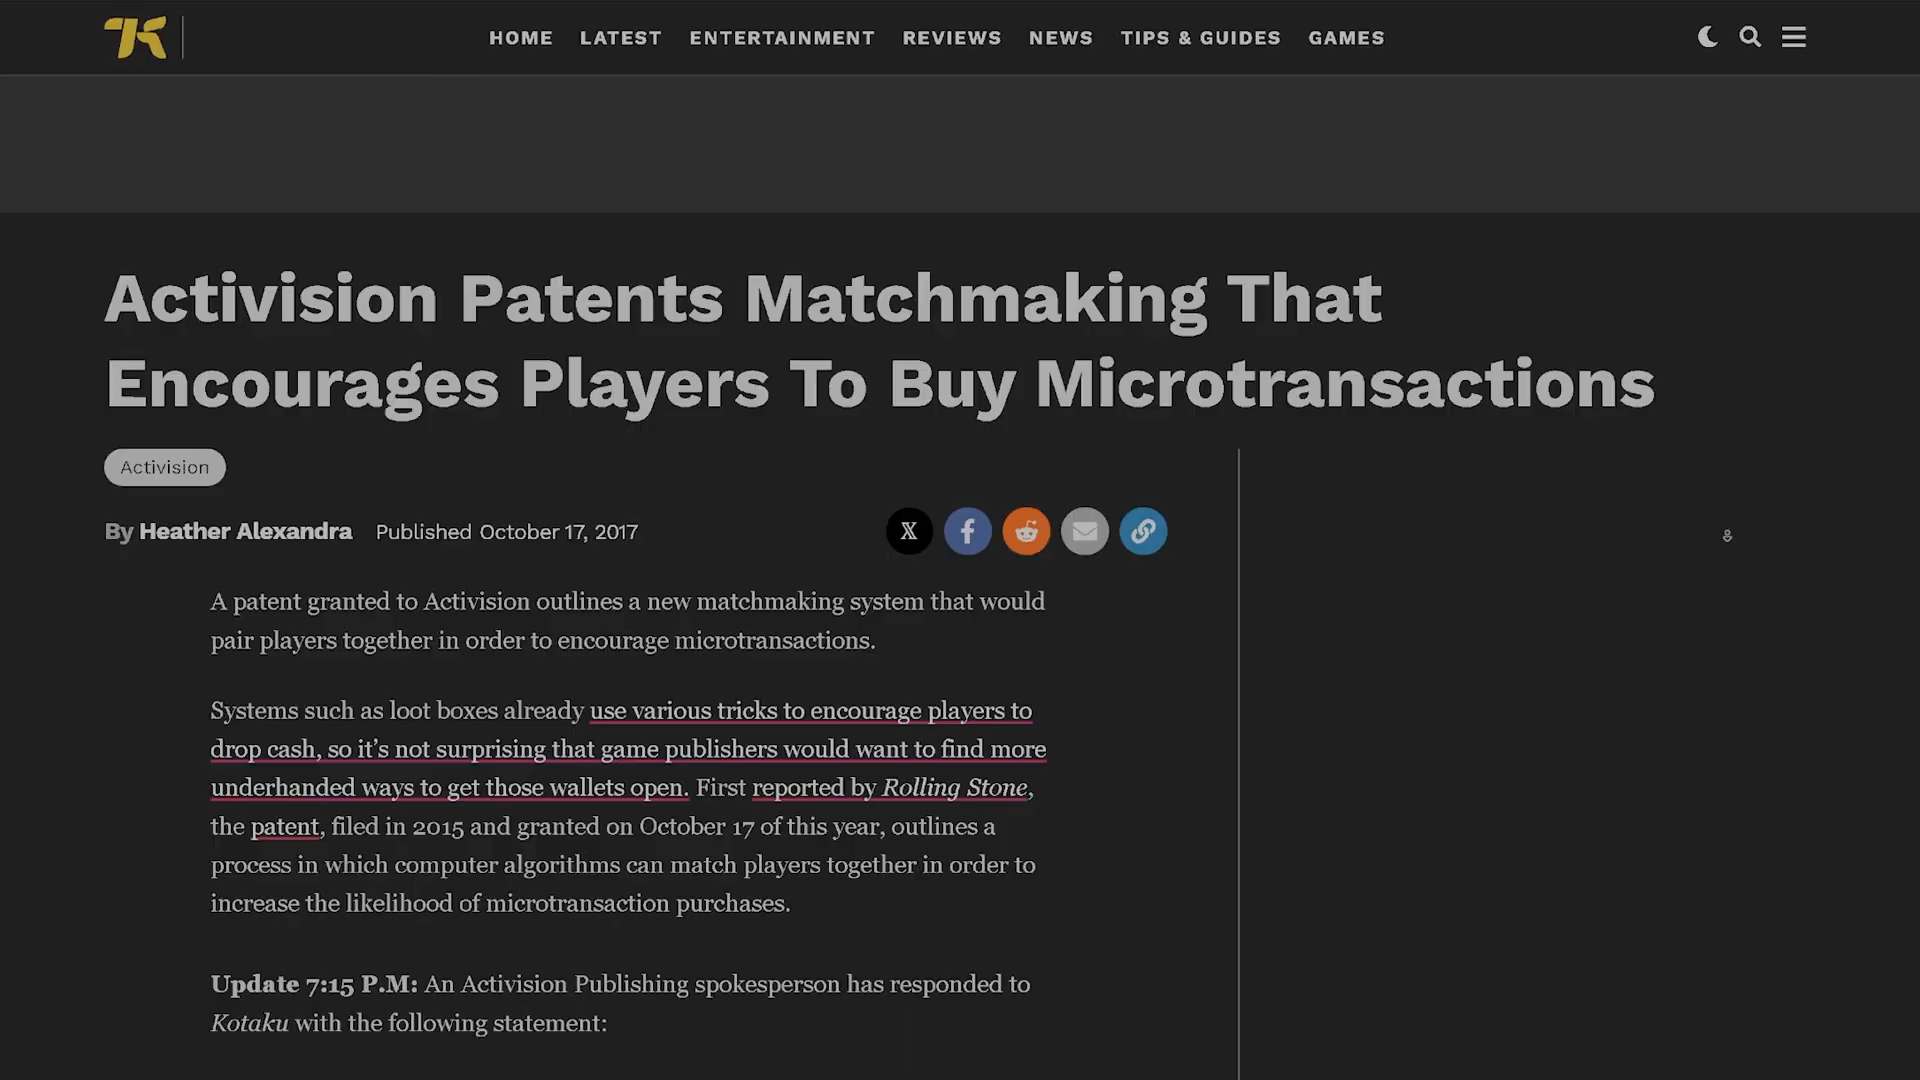 HOME LATEST ENTERTAINMENT REVIEWS NEWS TIPS & GUIDES GAMES
Activision Patents Matchmaking That
Encourages Players To Buy Microtransactions
Activision
By Heather Alexandra Published October 17, 2017
A patent granted to Activision outlines a new matchmaking system that would
pair players together in order to encourage microtransactions.
Systems such as loot boxes already use various tricks to encourage players to
drop cash, so it’s not surprising that game publishers would want to find more
underhanded ways to get those wallets open. First reported by Rolling Stone,
the patent, filed in 2015 and granted on October 17 of this year, outlines a
process in which computer algorithms can match players together in order to
increase the likelihood of microtransaction purchases.
Update 7:15 P.M: An Activision Publishing spokesperson has responded to
Kotaku with the following statement: